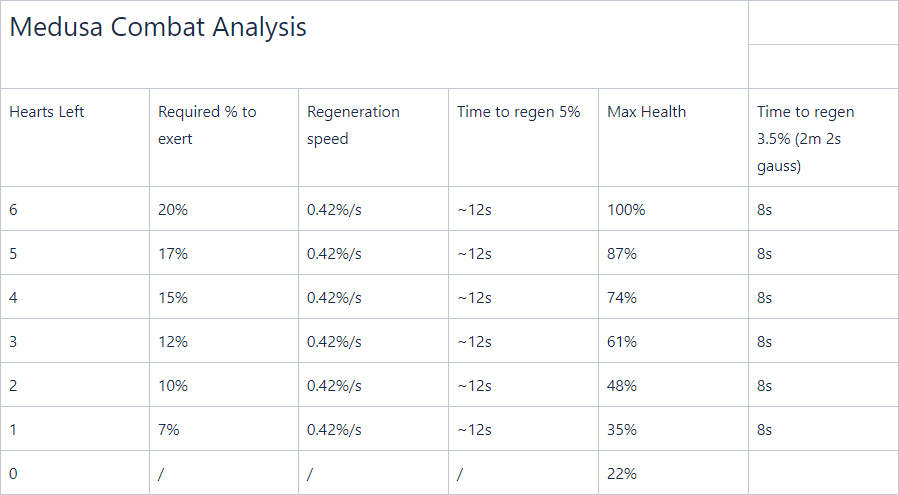 Medusa Combat Analysis
Hearts Left Required % to exert Regeneration speed Time to regen 5% Max Health Time to regen 3.5% (2m 2s gauss)
6 20% 0.42%/s ~12s 100% 8s
5 17% 0.42%/s ~12s 87% 8s
4 15% 0.42%/s ~12s 74% 8s
3 12% 0.42%/s ~12s 61% 8s
2 10% 0.42%/s ~12s 48% 8s
1 7% 0.42%/s ~12s 35% 8s
0 / / / 22%